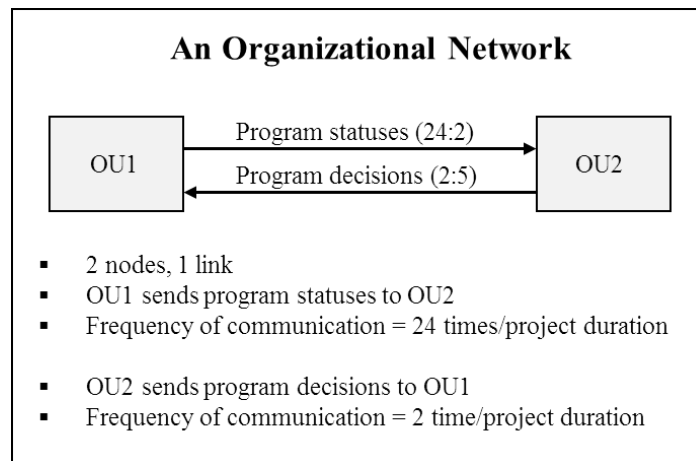 An Organizational Network
Program statuses (24:2)
OU1
OU2
Program decisions (2:5)
▪ 2 nodes, 1 link
▪ OU1 sends program statuses to OU2
▪ Frequency of communication = 24 times/project duration
▪ OU2 sends program decisions to OU1
▪ Frequency of communication = 2 time/project duration